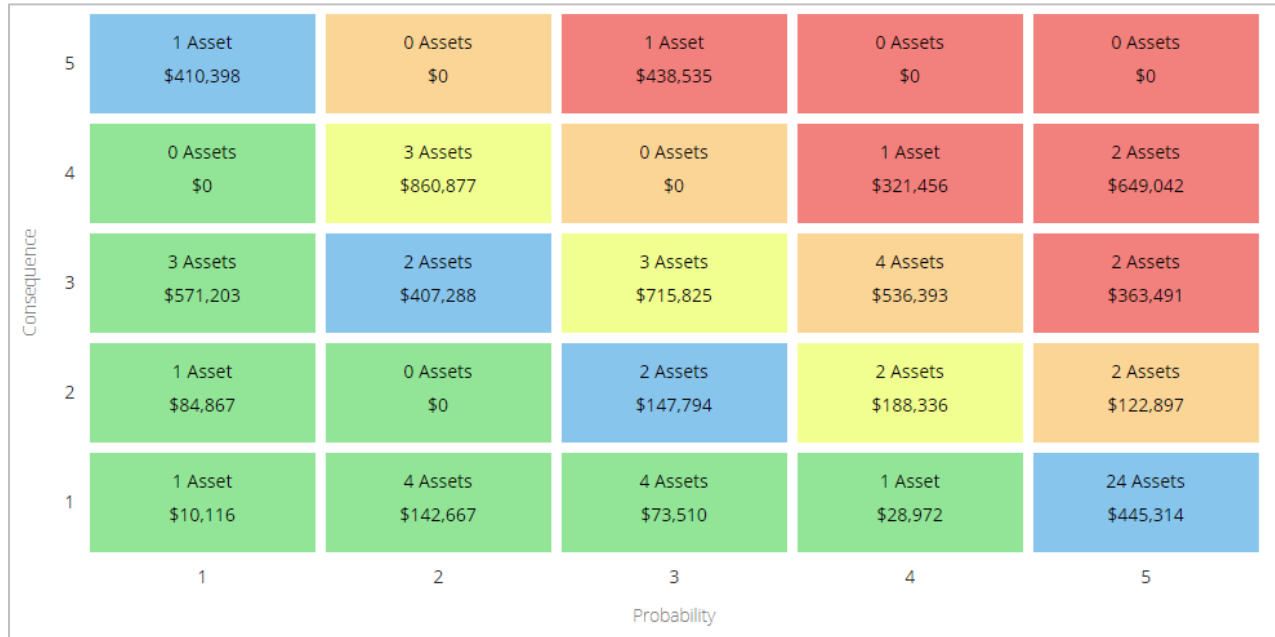 5
1 Asset
$410,398
0 Assets
$0
1 Asset
$438,535
0 Assets
$0
0 Assets
$0
4
0 Assets
$0
3 Assets
$860,877
0 Assets
$0
1 Asset
$321,456
2 Assets
$649,042
Consequence
3
3 Assets
$571,203
2 Assets
$407,288
3 Assets
$715,825
4 Assets
$536,393
2 Assets
$363,491
2
1 Asset
$84,867
0 Assets
$0
2 Assets
$147,794
2 Assets
$188,336
2 Assets
$122,897
1
1 Asset
$10,116
4 Assets
$142,667
4 Assets
$73,510
1 Asset
$28,972
24 Assets
$445,314
1
2
3
4
5
Probability